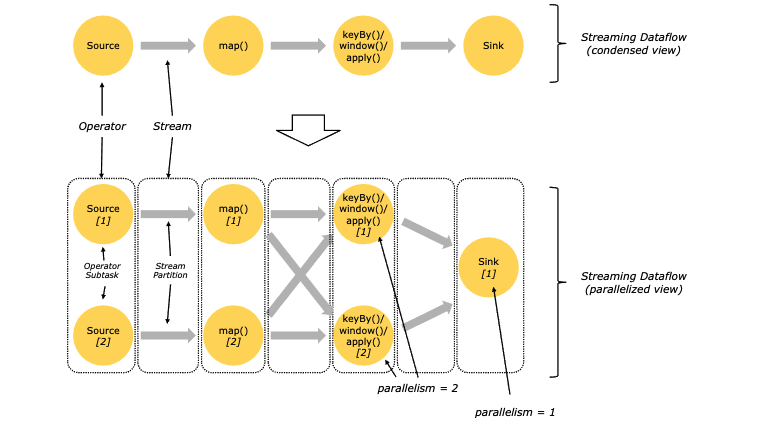 Source
map()
keyBy()/
window()/
apply()
Sink
Streaming Dataflow
(condensed view)
Operator
Stream
Source
[1]
map()
[1]
keyBy()/
window()/
apply()
[1]
Operator
Subtask
Stream
Partition
Sink
[1]
Streaming Dataflow
(parallelized view)
Source
[2]
map()
[2]
keyBy()/
window()/
apply()
[2]
parallelism = 2
parallelism = 1